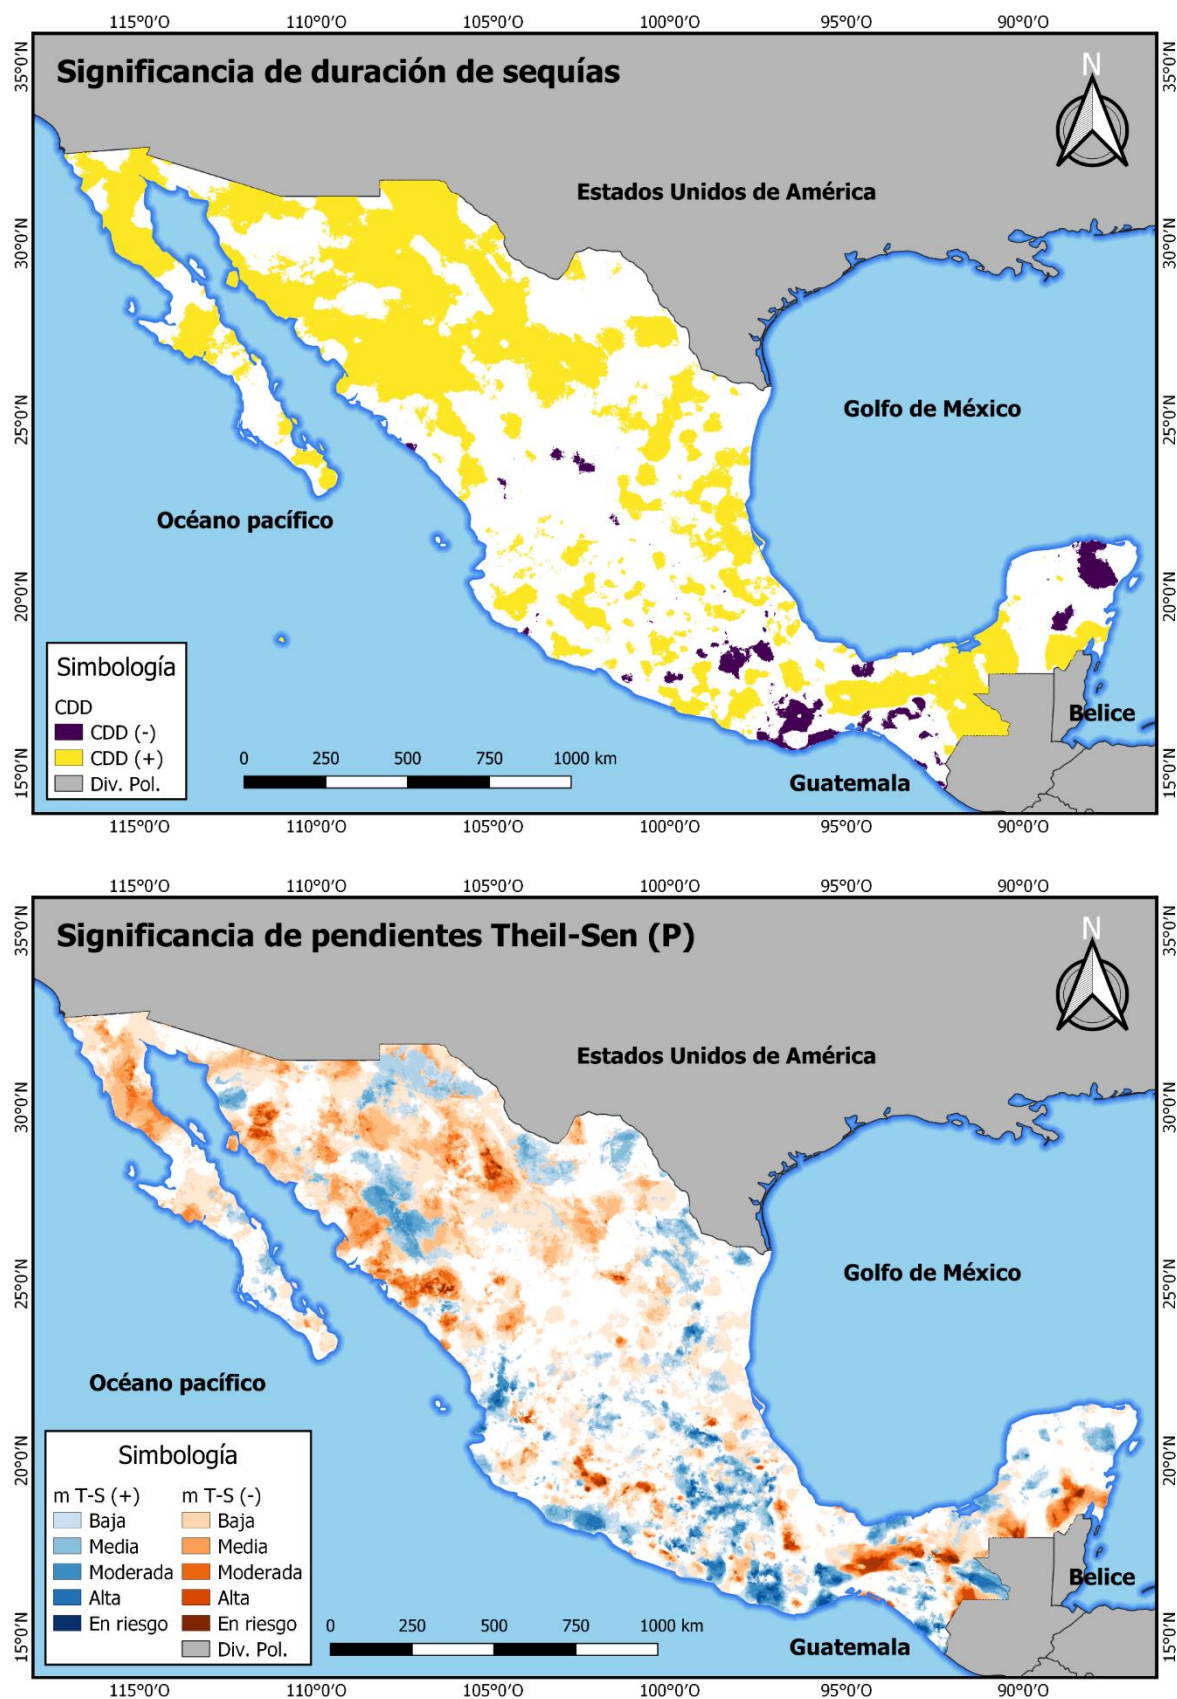 115°0'O 110°0'O 105°0'O 100°0'O 95°0'O 90°0'O
35°0'N 35°0'N
Significancia de duración de sequías
N
Estados Unidos de América
30°0'N 30°0'N
25°0'N 25°0'N
Golfo de México
Océano pacífico
20°0'N 20°0'N
Simbología
CDD
CDD (-)
CDD (+)
Div. Pol.
0 250 500 750 1000 km
Belice
Guatemala
15°0'N 15°0'N
115°0'O 110°0'O 105°0'O 100°0'O 95°0'O 90°0'O
115°0'O 110°0'O 105°0'O 100°0'O 95°0'O 90°0'O
35°0'N 35°0'N
Significancia de pendientes Theil-Sen (P)
N
Estados Unidos de América
30°0'N 30°0'N
25°0'N 25°0'N
Golfo de México
Océano pacífico
20°0'N 20°0'N
Simbología
m T-S (+) m T-S (-)
Baja Baja
Media Media
Moderada Moderada
Alta Alta
En riesgo En riesgo
Div. Pol.
0 250 500 750 1000 km
Belice
Guatemala
15°0'N 15°0'N
115°0'O 110°0'O 105°0'O 100°0'O 95°0'O 90°0'O